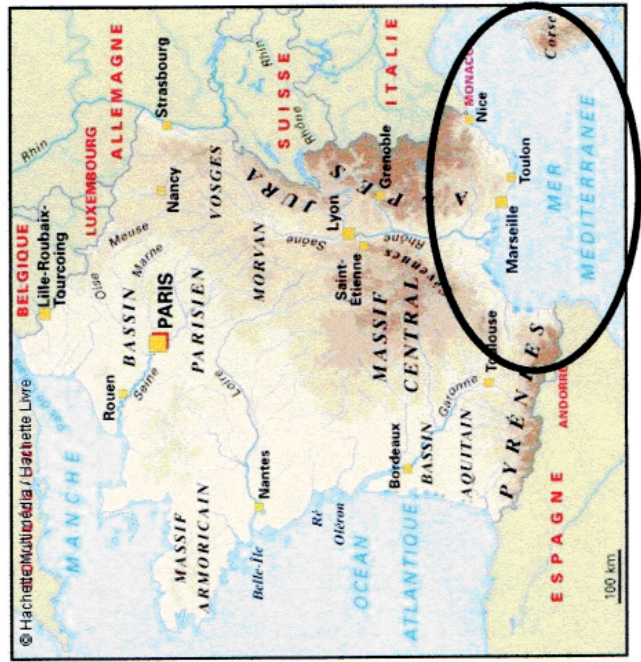 © Hachette Multimédia / Hachette Livre
MANCHE
BELGIQUE
Lille-Roubaix-
Tourcoing
LUXEMBOURG
ALLEMAGNE
Rhin
Rouen
Seine
Oise
Meuse
Marne
BASSIN
PARIS
PARISIEN
Nancy
Strasbourg
VOSGES
MASSIF
ARMORICAIN
Loire
Nantes
Belle-Île
MORVAN
JURA
SUISSE
Rhin
Rhône
Saône
Ré
Oléron
OCEAN
ATLANTIQUE
Lyon
Saint-
Étienne
Grenoble
ALPES
ITALIE
MASSIF
CENTRAL
Cévennes
Rhône
Bordeaux
Garonne
BASSIN
AQUITAIN
Toulouse
PYRÉNÉES
ANDORRE
ESPAGNE
MONACO
Nice
Marseille
Toulon
MER
MEDITERRANÉE
Corse
100 km